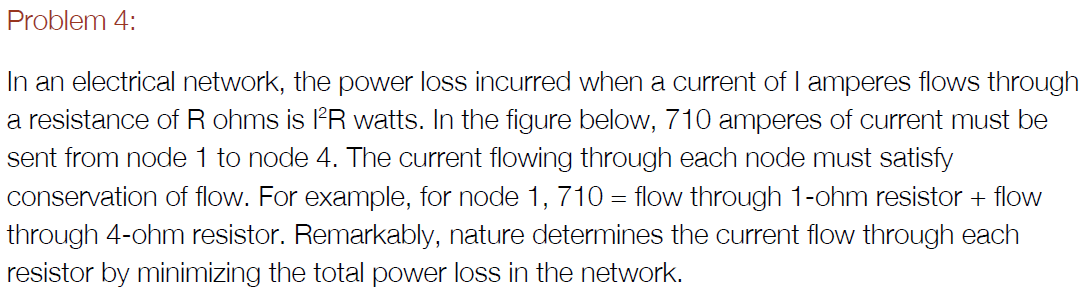 Problem 4:
In an electrical network, the power loss incurred when a current of I amperes flows through
a resistance of R ohms is I²R watts. In the figure below, 710 amperes of current must be
sent from node 1 to node 4. The current flowing through each node must satisfy
conservation of flow. For example, for node 1, 710 = flow through 1-ohm resistor + flow
through 4-ohm resistor. Remarkably, nature determines the current flow through each
resistor by minimizing the total power loss in the network.